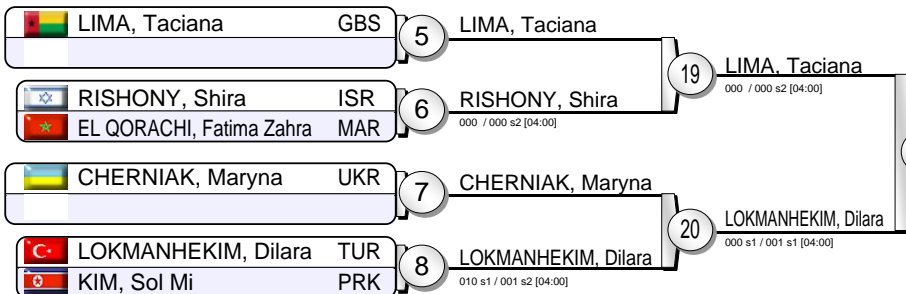 LIMA, Taciana GBS
5
LIMA, Taciana
RISHONY, Shira ISR
EL QORACHI, Fatima Zahra MAR
6
RISHONY, Shira
000 / 000 s2 [04:00]
19
LIMA, Taciana
000 / 000 s2 [04:00]
CHERNIAK, Maryna UKR
7
CHERNIAK, Maryna
LOKMANHEKIM, Dilara TUR
KIM, Sol Mi PRK
8
LOKMANHEKIM, Dilara
010 s1 / 001 s2 [04:00]
20
LOKMANHEKIM, Dilara
000 s1 / 001 s1 [04:00]